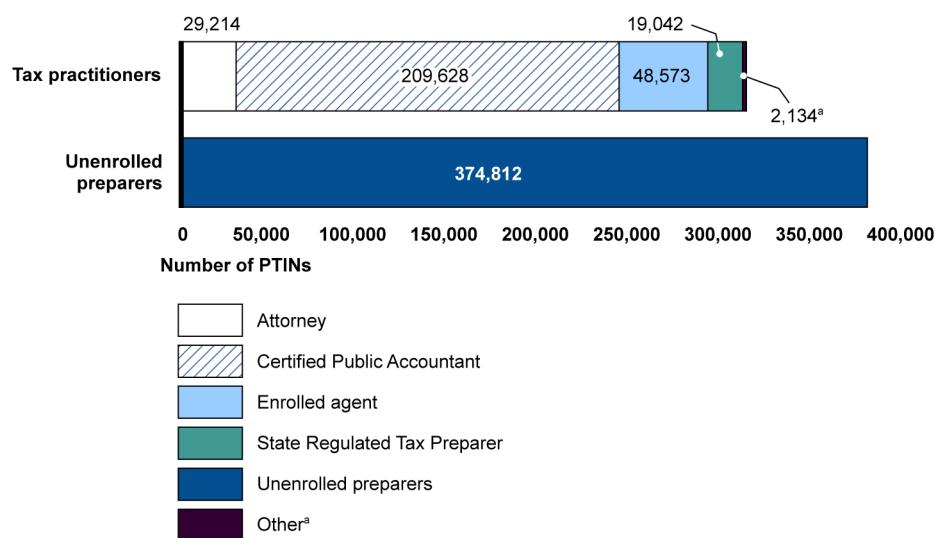 29,214
19,042
Tax practitioners
209,628
48,573
2,134ª
Unenrolled
preparers
374,812
0 50,000 100,000 150,000 200,000 250,000 300,000 350,000 400,000
Number of PTINs
Attorney
Certified Public Accountant
Enrolled agent
State Regulated Tax Preparer
Unenrolled preparers
Otherª